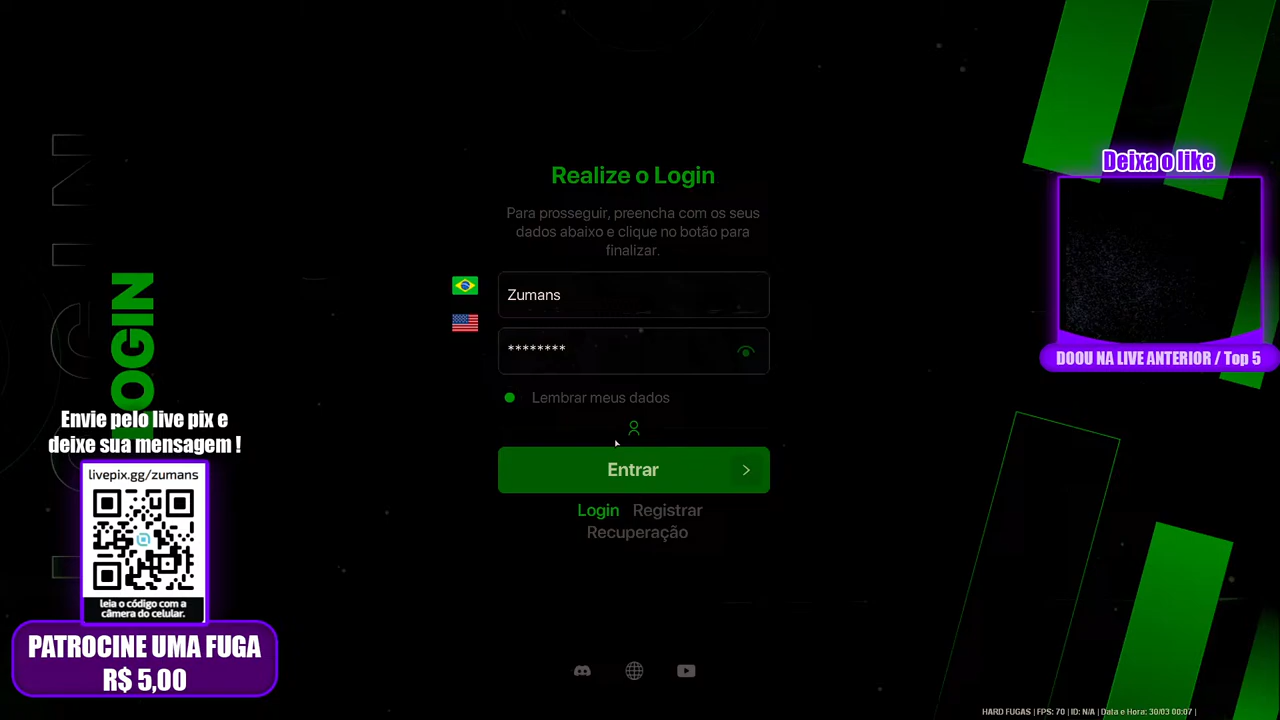 Realize o Login
Para prosseguir, preencha com os seus
dados abaixo e clique no botão para
finalizar.
Zumans
********
Lembrar meus dados
Entrar
Login Registrar
Recuperação
LOGIN
LOGIN
Envie pelo live pix e
deixe sua mensagem !
livepix.gg/zumans
leia o código com a
câmera do celular.
PATROCINE UMA FUGA
R$ 5,00
Deixa o like
DOOU NA LIVE ANTERIOR / Top 5
HARD FUGAS | FPS: 70 | ID: N/A | Data e Hora: 30/03 00:07 |